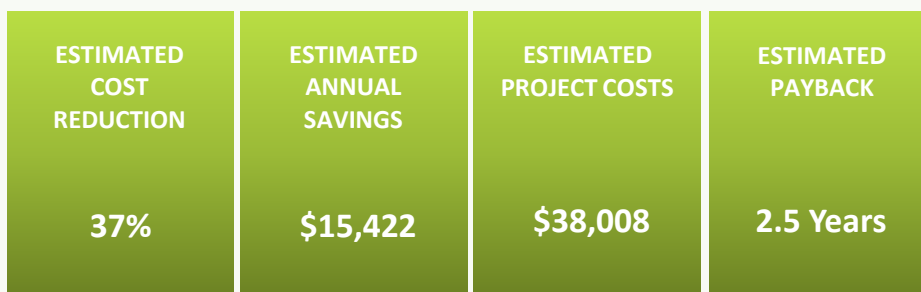 ESTIMATED
COST
REDUCTION
37%
ESTIMATED
ANNUAL
SAVINGS
$15,422
ESTIMATED
PROJECT COSTS
$38,008
ESTIMATED
PAYBACK
2.5 Years